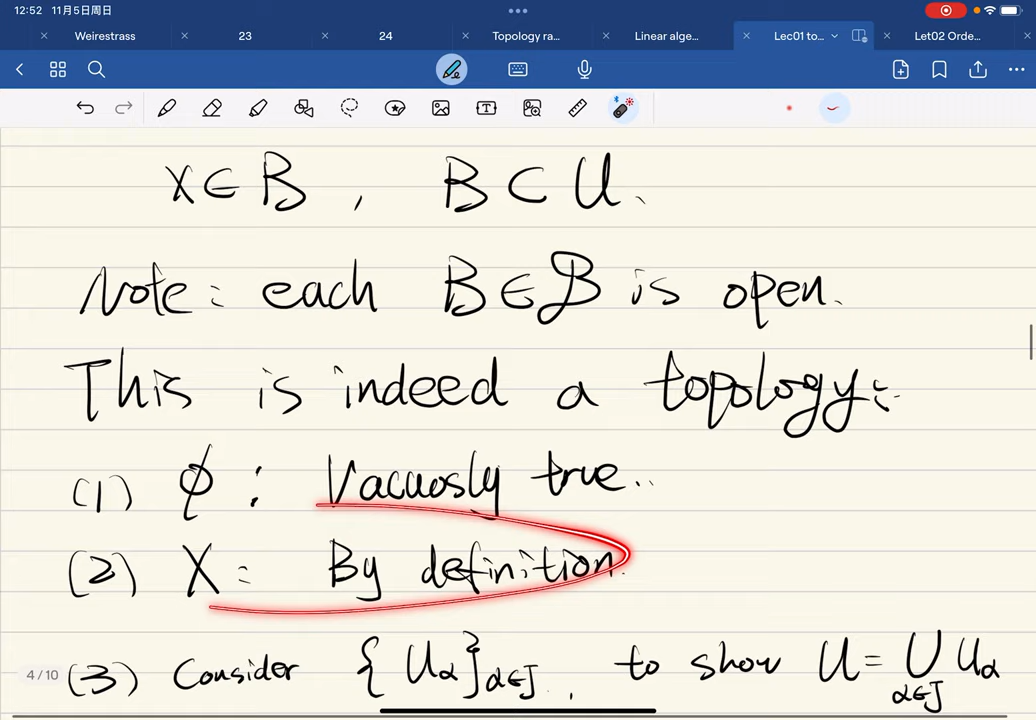 12:52 11月5日周日
Weirestrass 23 24 Topology ra... Linear alge... Lec01 to... Let02 Orde...
x∈B , B⊂U.
Note: each B∈ℬ is open.
This is indeed a topology:
(1) ∅ : Vacuosly true..
(2) X: By definition.
(3) Consider {Uα}α∈J , to show U = ⋃α∈J Uα
4/10